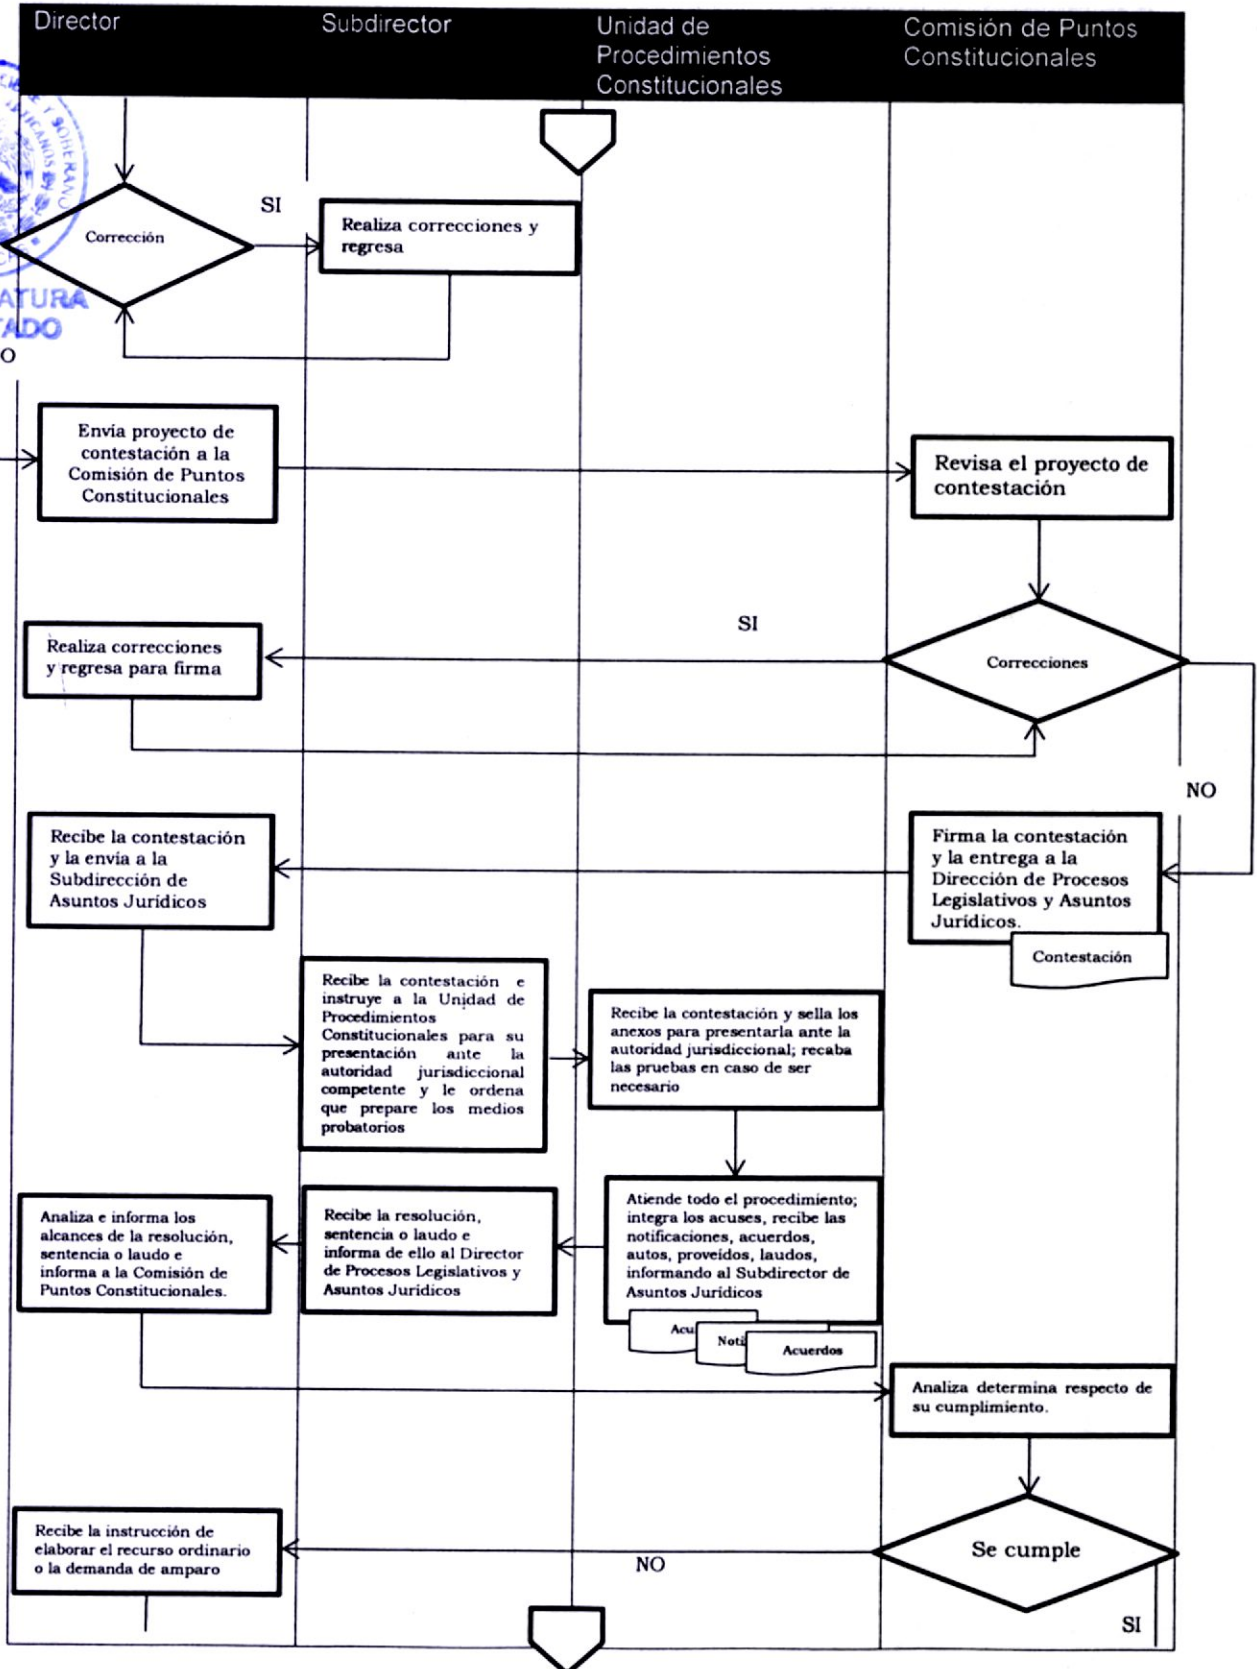 Director
Subdirector
Unidad de
Procedimientos
Constitucionales
Comisión de Puntos
Constitucionales
SOBERANO
ATURA
TADO
Corrección
SI
Realiza correcciones y
regresa
O
Envía proyecto de
contestación a la
Comisión de Puntos
Constitucionales
Revisa el proyecto de
contestación
SI
Realiza correcciones
y regresa para firma
Correcciones
NO
Recibe la contestación
y la envía a la
Subdirección de
Asuntos Jurídicos
Firma la contestación
y la entrega a la
Dirección de Procesos
Legislativos y Asuntos
Jurídicos.
Contestación
Recibe la contestación e
instruye a la Unidad de
Procedimientos
Constitucionales para su
presentación ante la
autoridad jurisdiccional
competente y le ordena
que prepare los medios
probatorios
Recibe la contestación y sella los
anexos para presentarla ante la
autoridad jurisdiccional; recaba
las pruebas en caso de ser
necesario
Analiza e informa los
alcances de la resolución,
sentencia o laudo e
informa a la Comisión de
Puntos Constitucionales.
Recibe la resolución,
sentencia o laudo e
informa de ello al Director
de Procesos Legislativos y
Asuntos Jurídicos
Atiende todo el procedimiento;
integra los acuses, recibe las
notificaciones, acuerdos,
autos, proveídos, laudos,
informando al Subdirector de
Asuntos Jurídicos
Acu
Noti
Acuerdos
Analiza determina respecto de
su cumplimiento.
Recibe la instrucción de
elaborar el recurso ordinario
o la demanda de amparo
NO
Se cumple
SI